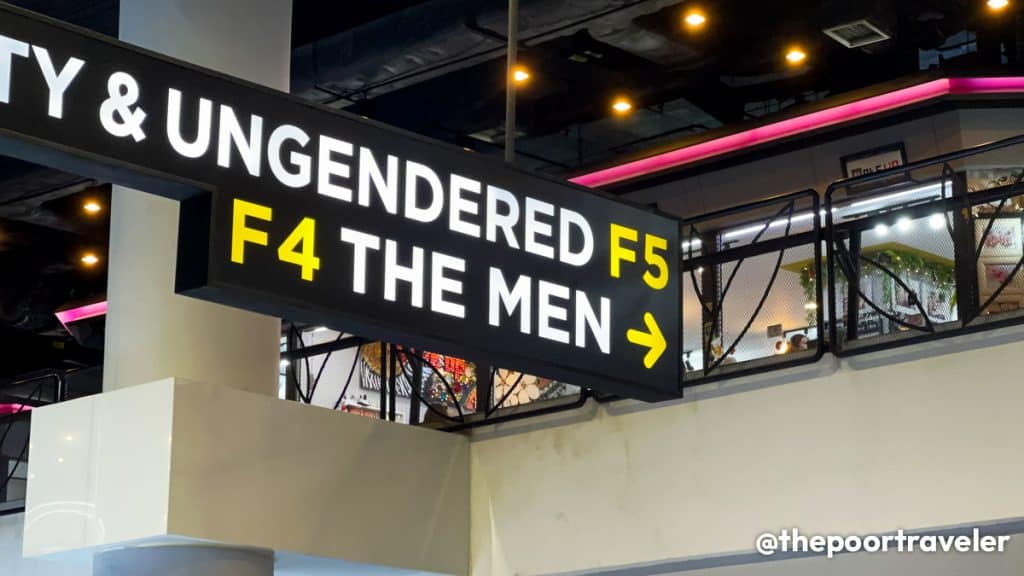 TY & UNGENDERED F5
F4 THE MEN →
@thepoortraveler